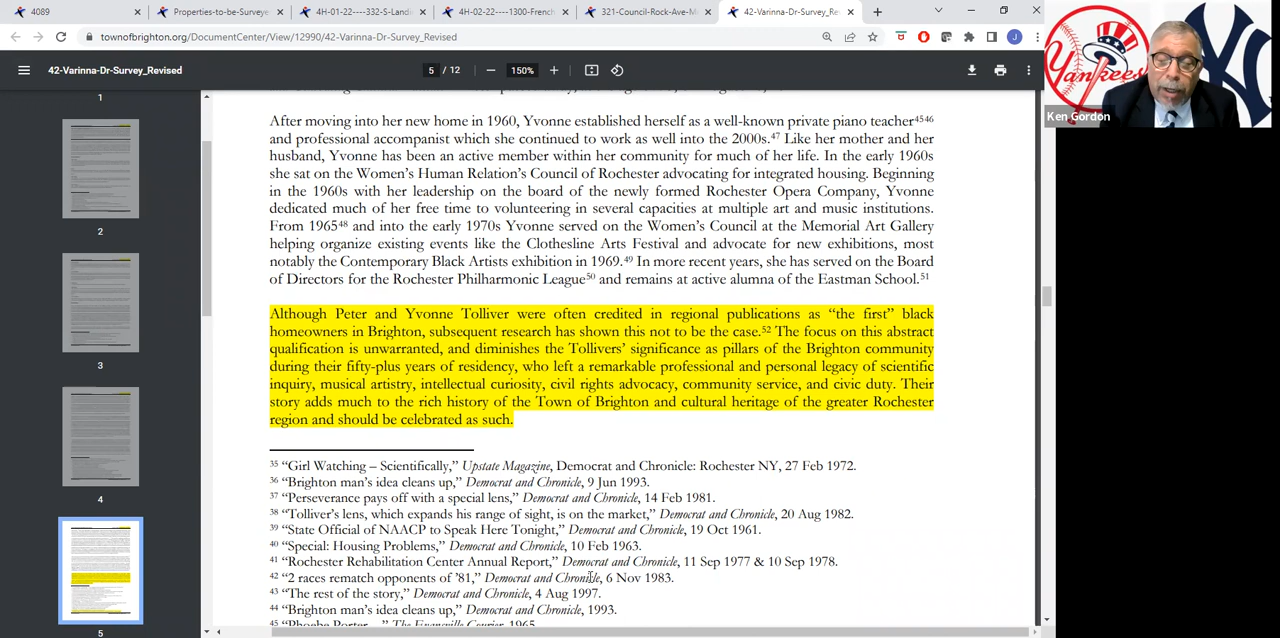 4089
Properties-to-be-Surveye
4H-01-22----332-S-Landi
4H-02-22----1300-French
321-Council-Rock-Ave-M
42-Varinna-Dr-Survey_Re
townofbrighton.org/DocumentCenter/View/12990/42-Varinna-Dr-Survey_Revised
J
42-Varinna-Dr-Survey_Revised
5 / 12
150%
Yankees
Ken Gordon
1
2
3
4
5
After moving into her new home in 1960, Yvonne established herself as a well-known private piano teacher4546
and professional accompanist which she continued to work as well into the 2000s.47 Like her mother and her
husband, Yvonne has been an active member within her community for much of her life. In the early 1960s
she sat on the Women's Human Relation's Council of Rochester advocating for integrated housing. Beginning
in the 1960s with her leadership on the board of the newly formed Rochester Opera Company, Yvonne
dedicated much of her free time to volunteering in several capacities at multiple art and music institutions.
From 196548 and into the early 1970s Yvonne served on the Women's Council at the Memorial Art Gallery
helping organize existing events like the Clothesline Arts Festival and advocate for new exhibitions, most
notably the Contemporary Black Artists exhibition in 1969.49 In more recent years, she has served on the Board
of Directors for the Rochester Philharmonic League50 and remains at active alumna of the Eastman School.51
Although Peter and Yvonne Tolliver were often credited in regional publications as “the first” black
homeowners in Brighton, subsequent research has shown this not to be the case.52 The focus on this abstract
qualification is unwarranted, and diminishes the Tollivers' significance as pillars of the Brighton community
during their fifty-plus years of residency, who left a remarkable professional and personal legacy of scientific
inquiry, musical artistry, intellectual curiosity, civil rights advocacy, community service, and civic duty. Their
story adds much to the rich history of the Town of Brighton and cultural heritage of the greater Rochester
region and should be celebrated as such.
35 “Girl Watching – Scientifically,” Upstate Magazine, Democrat and Chronicle: Rochester NY, 27 Feb 1972.
36 “Brighton man's idea cleans up,” Democrat and Chronicle, 9 Jun 1993.
37 “Perseverance pays off with a special lens,” Democrat and Chronicle, 14 Feb 1981.
38 “Tolliver's lens, which expands his range of sight, is on the market,” Democrat and Chronicle, 20 Aug 1982.
39 “State Official of NAACP to Speak Here Tonight,” Democrat and Chronicle, 19 Oct 1961.
40 “Special: Housing Problems,” Democrat and Chronicle, 10 Feb 1963.
41 “Rochester Rehabilitation Center Annual Report,” Democrat and Chronicle, 11 Sep 1977 & 10 Sep 1978.
42 “2 races rematch opponents of '81,” Democrat and Chronicle, 6 Nov 1983.
43 “The rest of the story,” Democrat and Chronicle, 4 Aug 1997.
44 “Brighton man's idea cleans up,” Democrat and Chronicle, 1993.